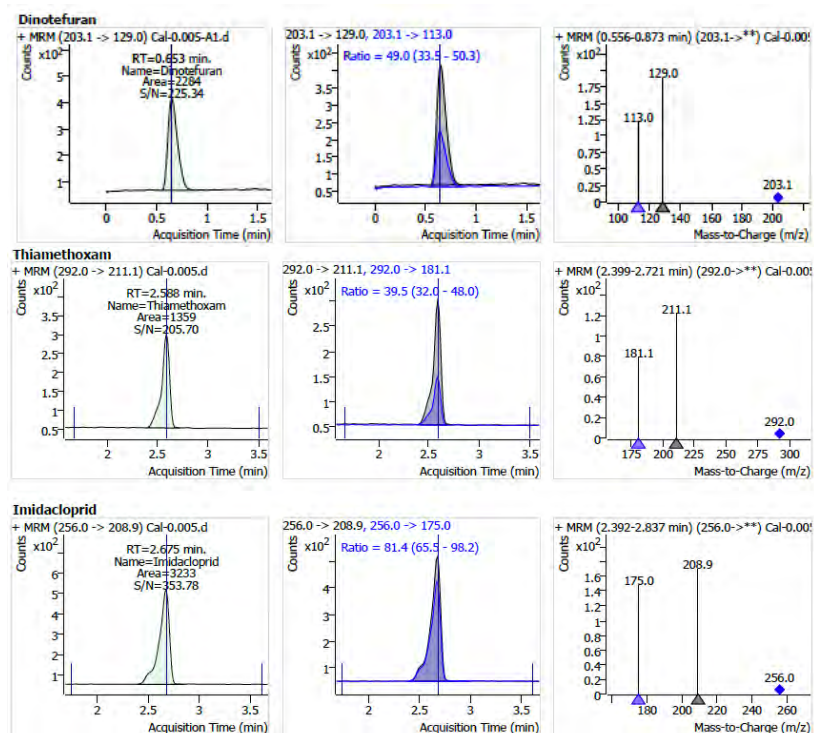 Dinotefuran
+ MRM (203.1 -> 129.0) Cal-0.005-A1.d
Counts
x10²
RT=0.653 min.
Name=Dinotefuran
Area=2284
S/N=225.34
5
4
3
2
1
0 0.5 1 1.5
Acquisition Time (min)
203.1 -> 129.0, 203.1 -> 113.0
Counts
x10²
Ratio = 49.0 (33.5 - 50.3)
3.5
3
2.5
2
1.5
1
0.5
0 0.5 1 1.5
Acquisition Time (min)
+ MRM (0.556-0.873 min) (203.1->**) Cal-0.005
Counts
x10²
129.0
113.0
203.1
1.75
1.5
1.25
1
0.75
0.5
0.25
0
100 120 140 160 180 200
Mass-to-Charge (m/z)
Thiamethoxam
+ MRM (292.0 -> 211.1) Cal-0.005.d
Counts
x10²
RT=2.588 min.
Name=Thiamethoxam
Area=1359
S/N=205.70
3.5
3
2.5
2
1.5
1
0.5
2 2.5 3 3.5
Acquisition Time (min)
292.0 -> 211.1, 292.0 -> 181.1
Counts
x10²
Ratio = 39.5 (32.0 - 48.0)
2.5
2
1.5
1
0.5
2 2.5 3 3.5
Acquisition Time (min)
+ MRM (2.399-2.721 min) (292.0->**) Cal-0.005
Counts
x10²
211.1
181.1
292.0
1.2
1
0.8
0.6
0.4
0.2
0
175 200 225 250 275 300
Mass-to-Charge (m/z)
Imidacloprid
+ MRM (256.0 -> 208.9) Cal-0.005.d
Counts
x10²
RT=2.675 min.
Name=Imidacloprid
Area=3233
S/N=353.78
6
5
4
3
2
1
2 2.5 3 3.5
Acquisition Time (min)
256.0 -> 208.9, 256.0 -> 175.0
Counts
x10²
Ratio = 81.4 (65.5 - 98.2)
5
4
3
2
1
2 2.5 3 3.5
Acquisition Time (min)
+ MRM (2.392-2.837 min) (256.0->**) Cal-0.005
Counts
x10²
208.9
175.0
256.0
1.6
1.4
1.2
1
0.8
0.6
0.4
0.2
0
180 200 220 240 260
Mass-to-Charge (m/z)